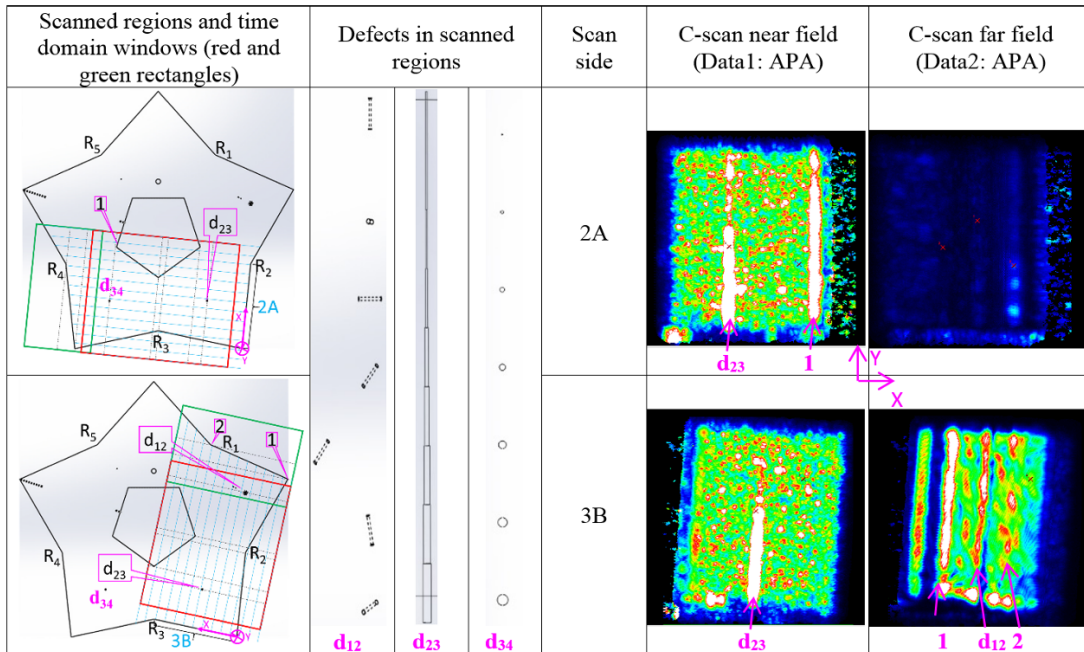 Scanned regions and time
domain windows (red and
green rectangles)
Defects in scanned
regions
Scan
side
C-scan near field
(Data1: APA)
C-scan far field
(Data2: APA)
R5
R1
1
d23
R4
R2
d34
2A
X
R3
Y
2A
d23
1
Y
X
2
R1
1
R5
d12
R4
R2
d23
d34
X
Y
R3
3B'
d12
d23
d34
3B
d23
1
d12
2